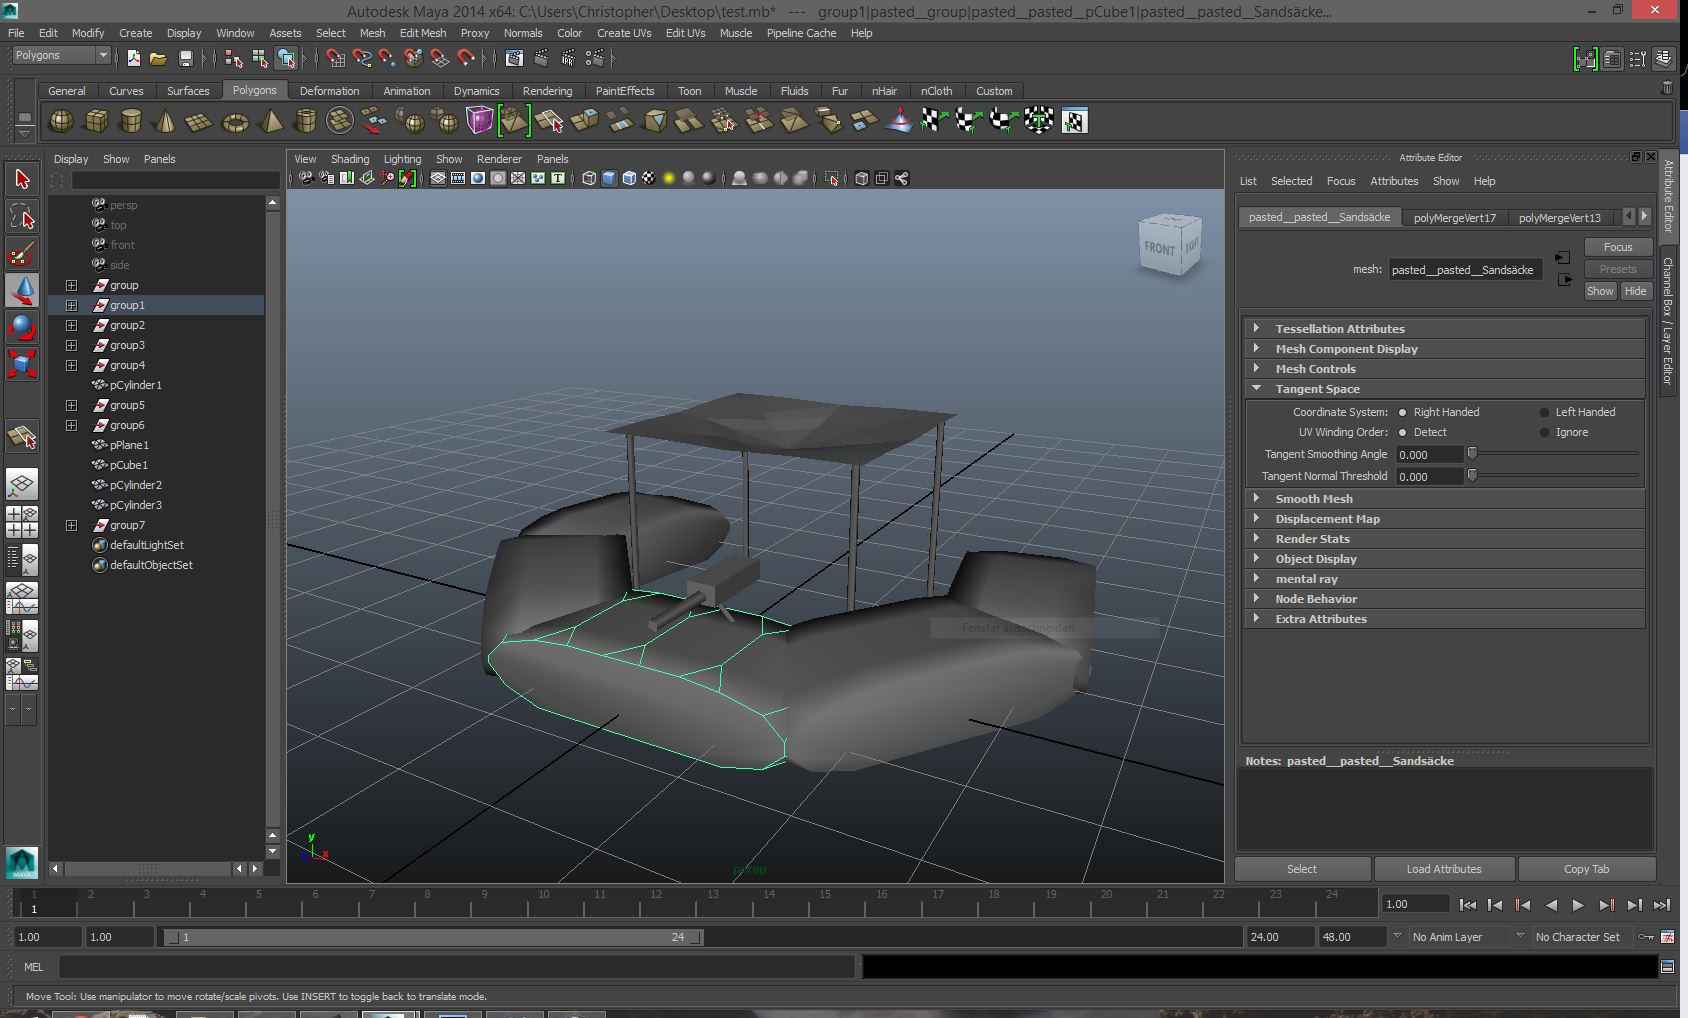 Autodesk Maya 2014 x64: C:\Users\Christopher\Desktop\test.mb* --- group1|pasted__group|pasted__pasted__pCube1|pasted__pasted__Sandsäcke...
File Edit Modify Create Display Window Assets Select Mesh Edit Mesh Proxy Normals Color Create UVs Edit UVs Muscle Pipeline Cache Help
Polygons
General Curves Surfaces Polygons Deformation Animation Dynamics Rendering PaintEffects Toon Muscle Fluids Fur nHair nCloth Custom
Display Show Panels
persp
top
front
side
group
group1
group2
group3
group4
pCylinder1
group5
group6
pPlane1
pCube1
pCylinder2
pCylinder3
group7
defaultLightSet
defaultObjectSet
View Shading Lighting Show Renderer Panels
FRONT RIGHT
Fenster ausschneiden
y
x
persp
Attribute Editor
List Selected Focus Attributes Show Help
pasted__pasted__Sandsäcke polyMergeVert17 polyMergeVert13
Focus
mesh: pasted__pasted__Sandsäcke
Presets
Show Hide
Tessellation Attributes
Mesh Component Display
Mesh Controls
Tangent Space
Coordinate System: Right Handed Left Handed
UV Winding Order: Detect Ignore
Tangent Smoothing Angle 0.000
Tangent Normal Threshold 0.000
Smooth Mesh
Displacement Map
Render Stats
Object Display
mental ray
Node Behavior
Extra Attributes
Notes: pasted__pasted__Sandsäcke
Select Load Attributes Copy Tab
Attribute Editor
Channel Box / Layer Editor
MAYA
1 2 3 4 5 6 7 8 9 10 11 12 13 14 15 16 17 18 19 20 21 22 23 24
1
1.00
1.00 1.00 1 24 24.00 48.00 No Anim Layer No Character Set
MEL
Move Tool: Use manipulator to move rotate/scale pivots. Use INSERT to toggle back to translate mode.